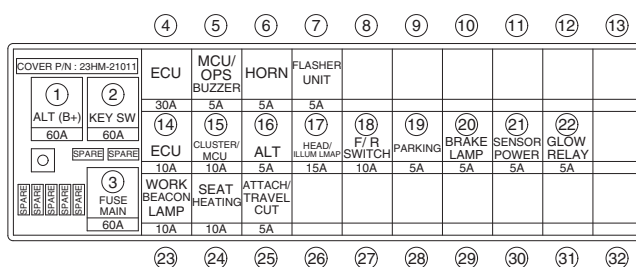 4 5 6 7 8 9 10 11 12 13
COVER P/N : 23HM-21011
1
ALT (B+)
60A
2
KEY SW
60A
ECU
30A
MCU/
OPS
BUZZER
5A
HORN
5A
FLASHER
UNIT
5A
14
ECU
10A
15
CLUSTER/
MCU
10A
16
ALT
5A
17
HEAD/
ILLUM LMAP
15A
18
F/ R
SWITCH
10A
19
PARKING
5A
20
BRAKE
LAMP
5A
21
SENSOR
POWER
5A
22
GLOW
RELAY
5A
SPARE SPARE
SPARE
SPARE
SPARE
SPARE
SPARE
3
FUSE
MAIN
60A
WORK
BEACON
LAMP
10A
SEAT
HEATING
10A
ATTACH/
TRAVEL
CUT
5A
23 24 25 26 27 28 29 30 31 32